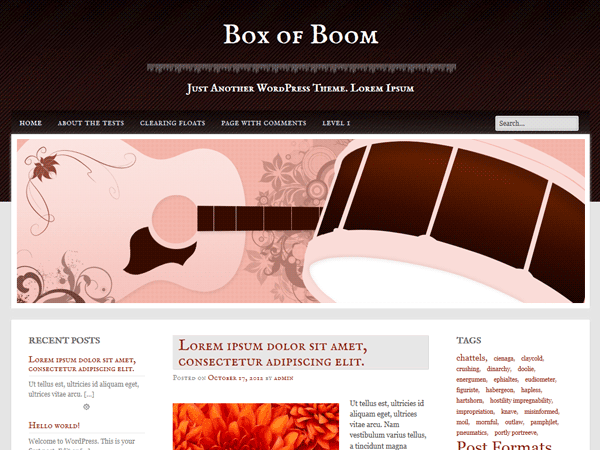 Box of Boom
Just Another WordPress Theme. Lorem Ipsum
HOME ABOUT THE TESTS CLEARING FLOATS PAGE WITH COMMENTS LEVEL 1
Search...
RECENT POSTS
Lorem ipsum dolor sit amet,
consectetur adipiscing elit.
Ut tellus est, ultricies id aliquam eget,
ultrices vitae arcu. [...]
Hello world!
Welcome to WordPress. This is your
Lorem ipsum dolor sit amet,
consectetur adipiscing elit.
Posted on October 17, 2012 by admin
Ut tellus est, ultricies id
aliquam eget, ultrices vitae
arcu. Nam
vestibulum varius tellus,
a tincidunt magna
TAGS
chattels, cienaga, claycold,
crushing, dinarchy, doolie,
energumen, ephialtes, eudiometer,
figuriste, habergeon, hapless,
hartshorn, hostility impregnability,
impropriation, knave, misinformed,
moil, mornful, outlaw, pamphjlet,
pneumatics, portly portreeve,
Post Formats